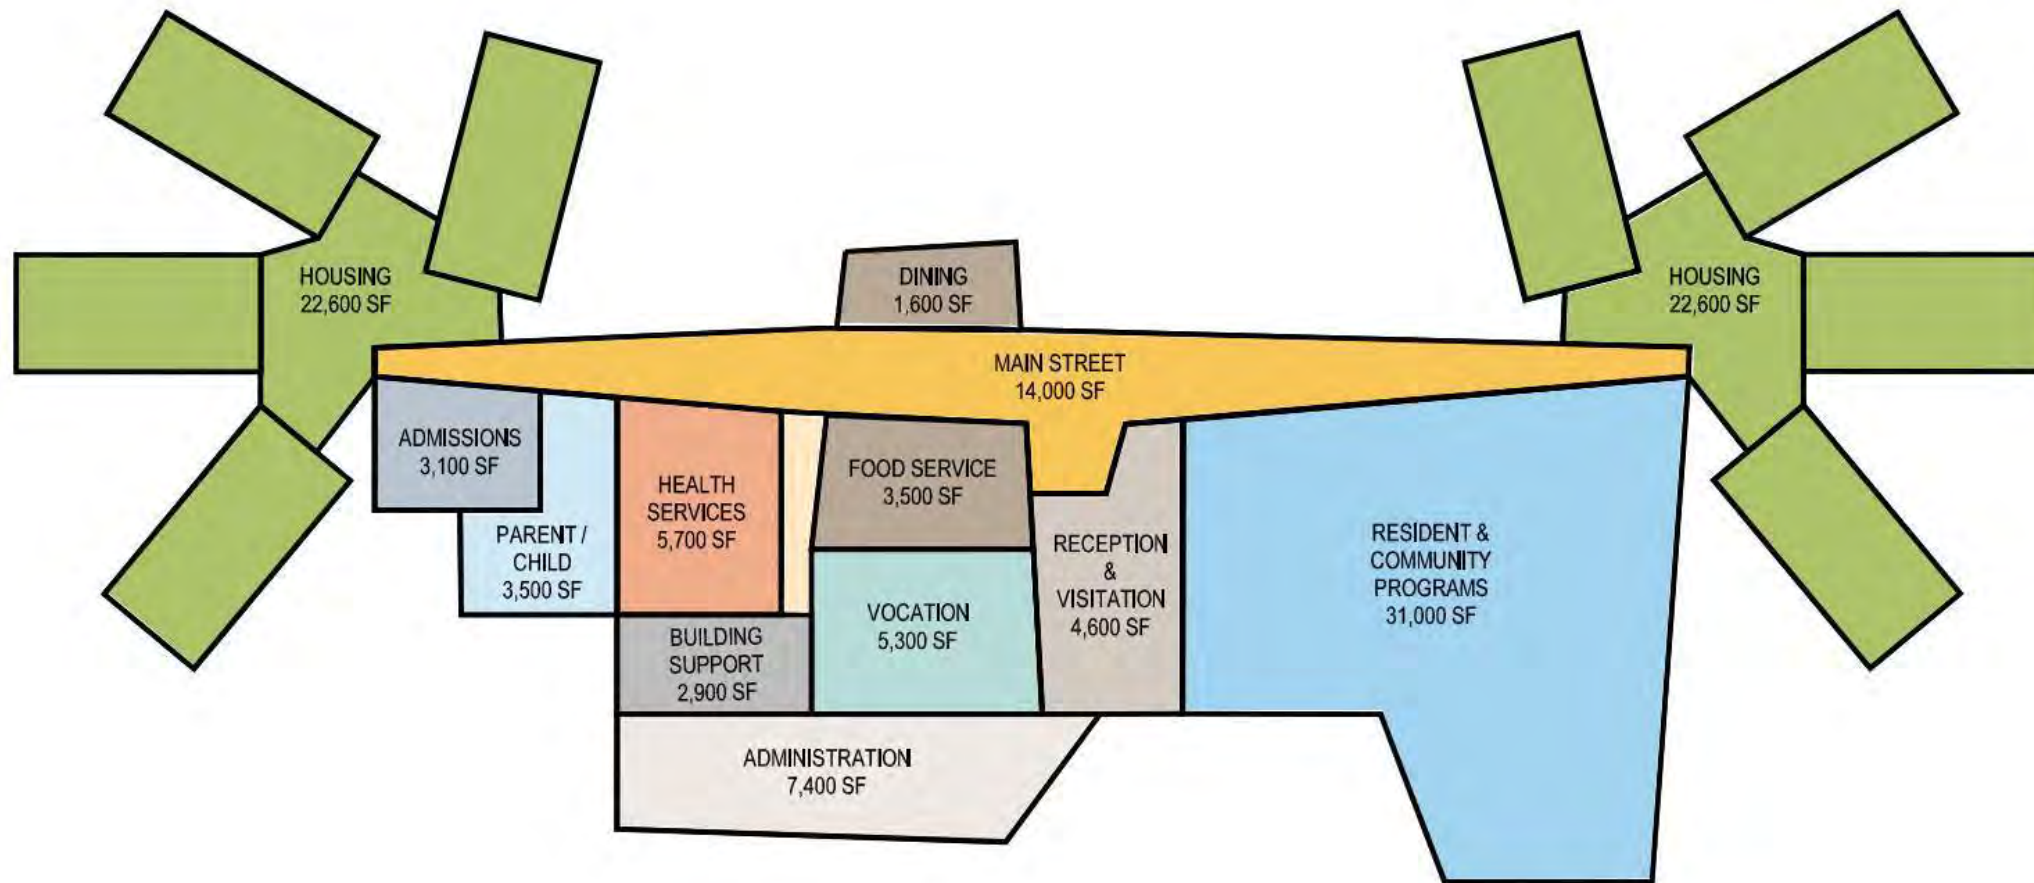 HOUSING
22,600 SF
DINING
1,600 SF
HOUSING
22,600 SF
MAIN STREET
14,000 SF
ADMISSIONS
3,100 SF
PARENT /
CHILD
3,500 SF
HEALTH
SERVICES
5,700 SF
FOOD SERVICE
3,500 SF
RECEPTION
&
VISITATION
4,600 SF
RESIDENT &
COMMUNITY
PROGRAMS
31,000 SF
BUILDING
SUPPORT
2,900 SF
VOCATION
5,300 SF
ADMINISTRATION
7,400 SF